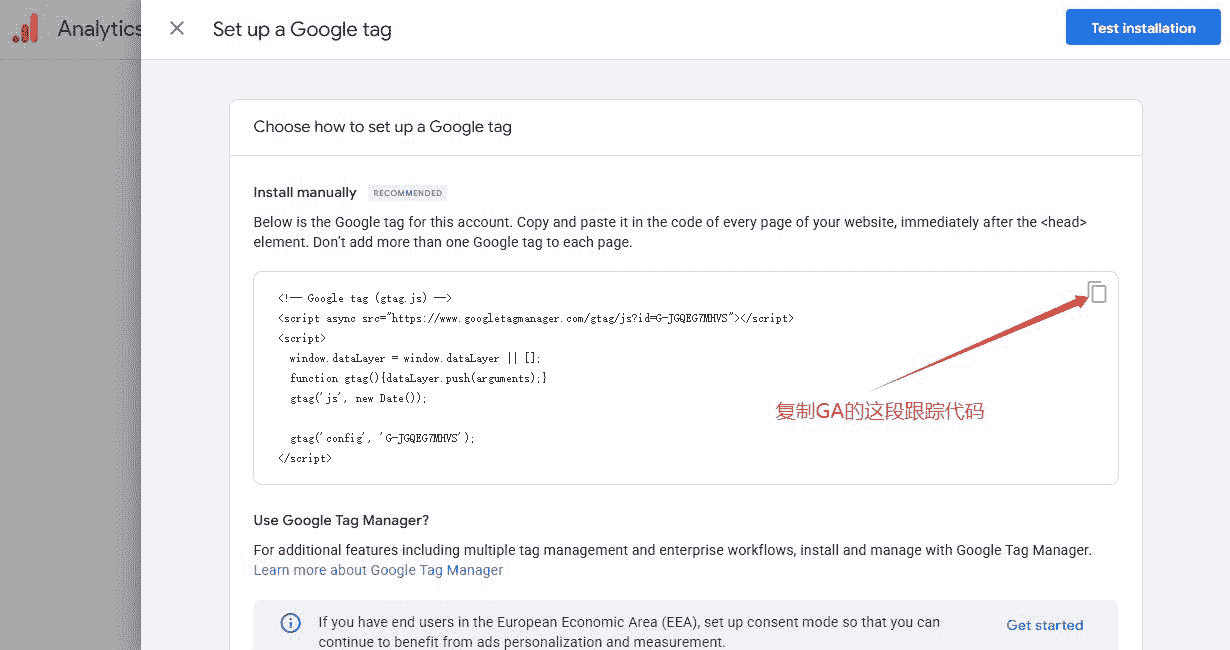 Analytics
Set up a Google tag
Test installation
Choose how to set up a Google tag
Install manually RECOMMENDED
Below is the Google tag for this account. Copy and paste it in the code of every page of your website, immediately after the <head>
element. Don't add more than one Google tag to each page.
<!-- Google tag (gtag.js) -->
<script async src="https://www.googletagmanager.com/gtag/js?id=G-JGQEG7MHVS"></script>
<script>
window.dataLayer = window.dataLayer || [];
function gtag(){dataLayer.push(arguments);}
gtag('js', new Date());
gtag('config', 'G-JGQEG7MHVS');
</script>
复制GA的这段跟踪代码
Use Google Tag Manager?
For additional features including multiple tag management and enterprise workflows, install and manage with Google Tag Manager.
Learn more about Google Tag Manager
If you have end users in the European Economic Area (EEA), set up consent mode so that you can
continue to benefit from ads personalization and measurement.
Get started